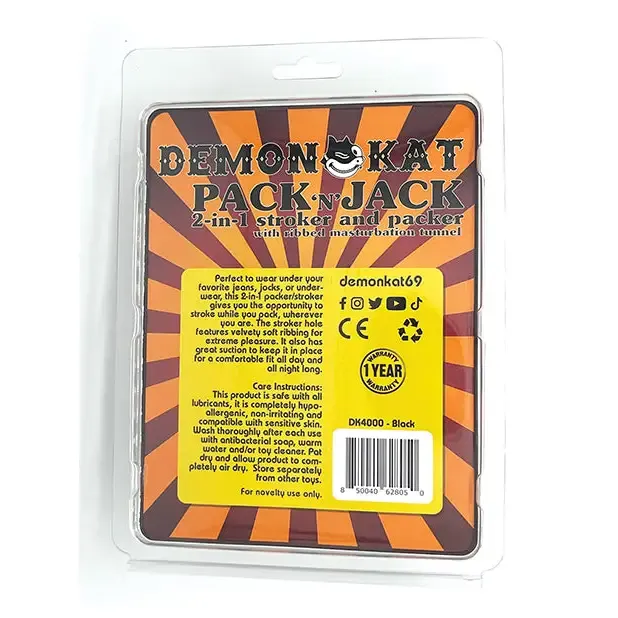 DEMON KAT
PACK 'N' JACK
2-in-1 stroker and packer
with ribbed masturbation tunnel
Perfect to wear under your
favorite jeans, jocks, or under-
wear, this 2-in-1 packer/stroker
gives you the opportunity to
stroke while you pack, wherever
you are. The stroker hole
features velvety soft ribbing for
extreme pleasure. It also has
great suction to keep it in place
for a comfortable fit all day and
all night long.
Care Instructions:
This product is safe with all
lubricants, it is completely hypo-
allergenic, non-irritating and
compatible with sensitive skin.
Wash thoroughly after each use
with antibacterial soap, warm
water and/or toy cleaner. Pat
dry and allow product to com-
pletely air dry. Store separately
from other toys.
For novelty use only.
demonkat69
CE
WARRANTY
1 YEAR
WARRANTY
DK4000 - Black
8 50040 62805 0